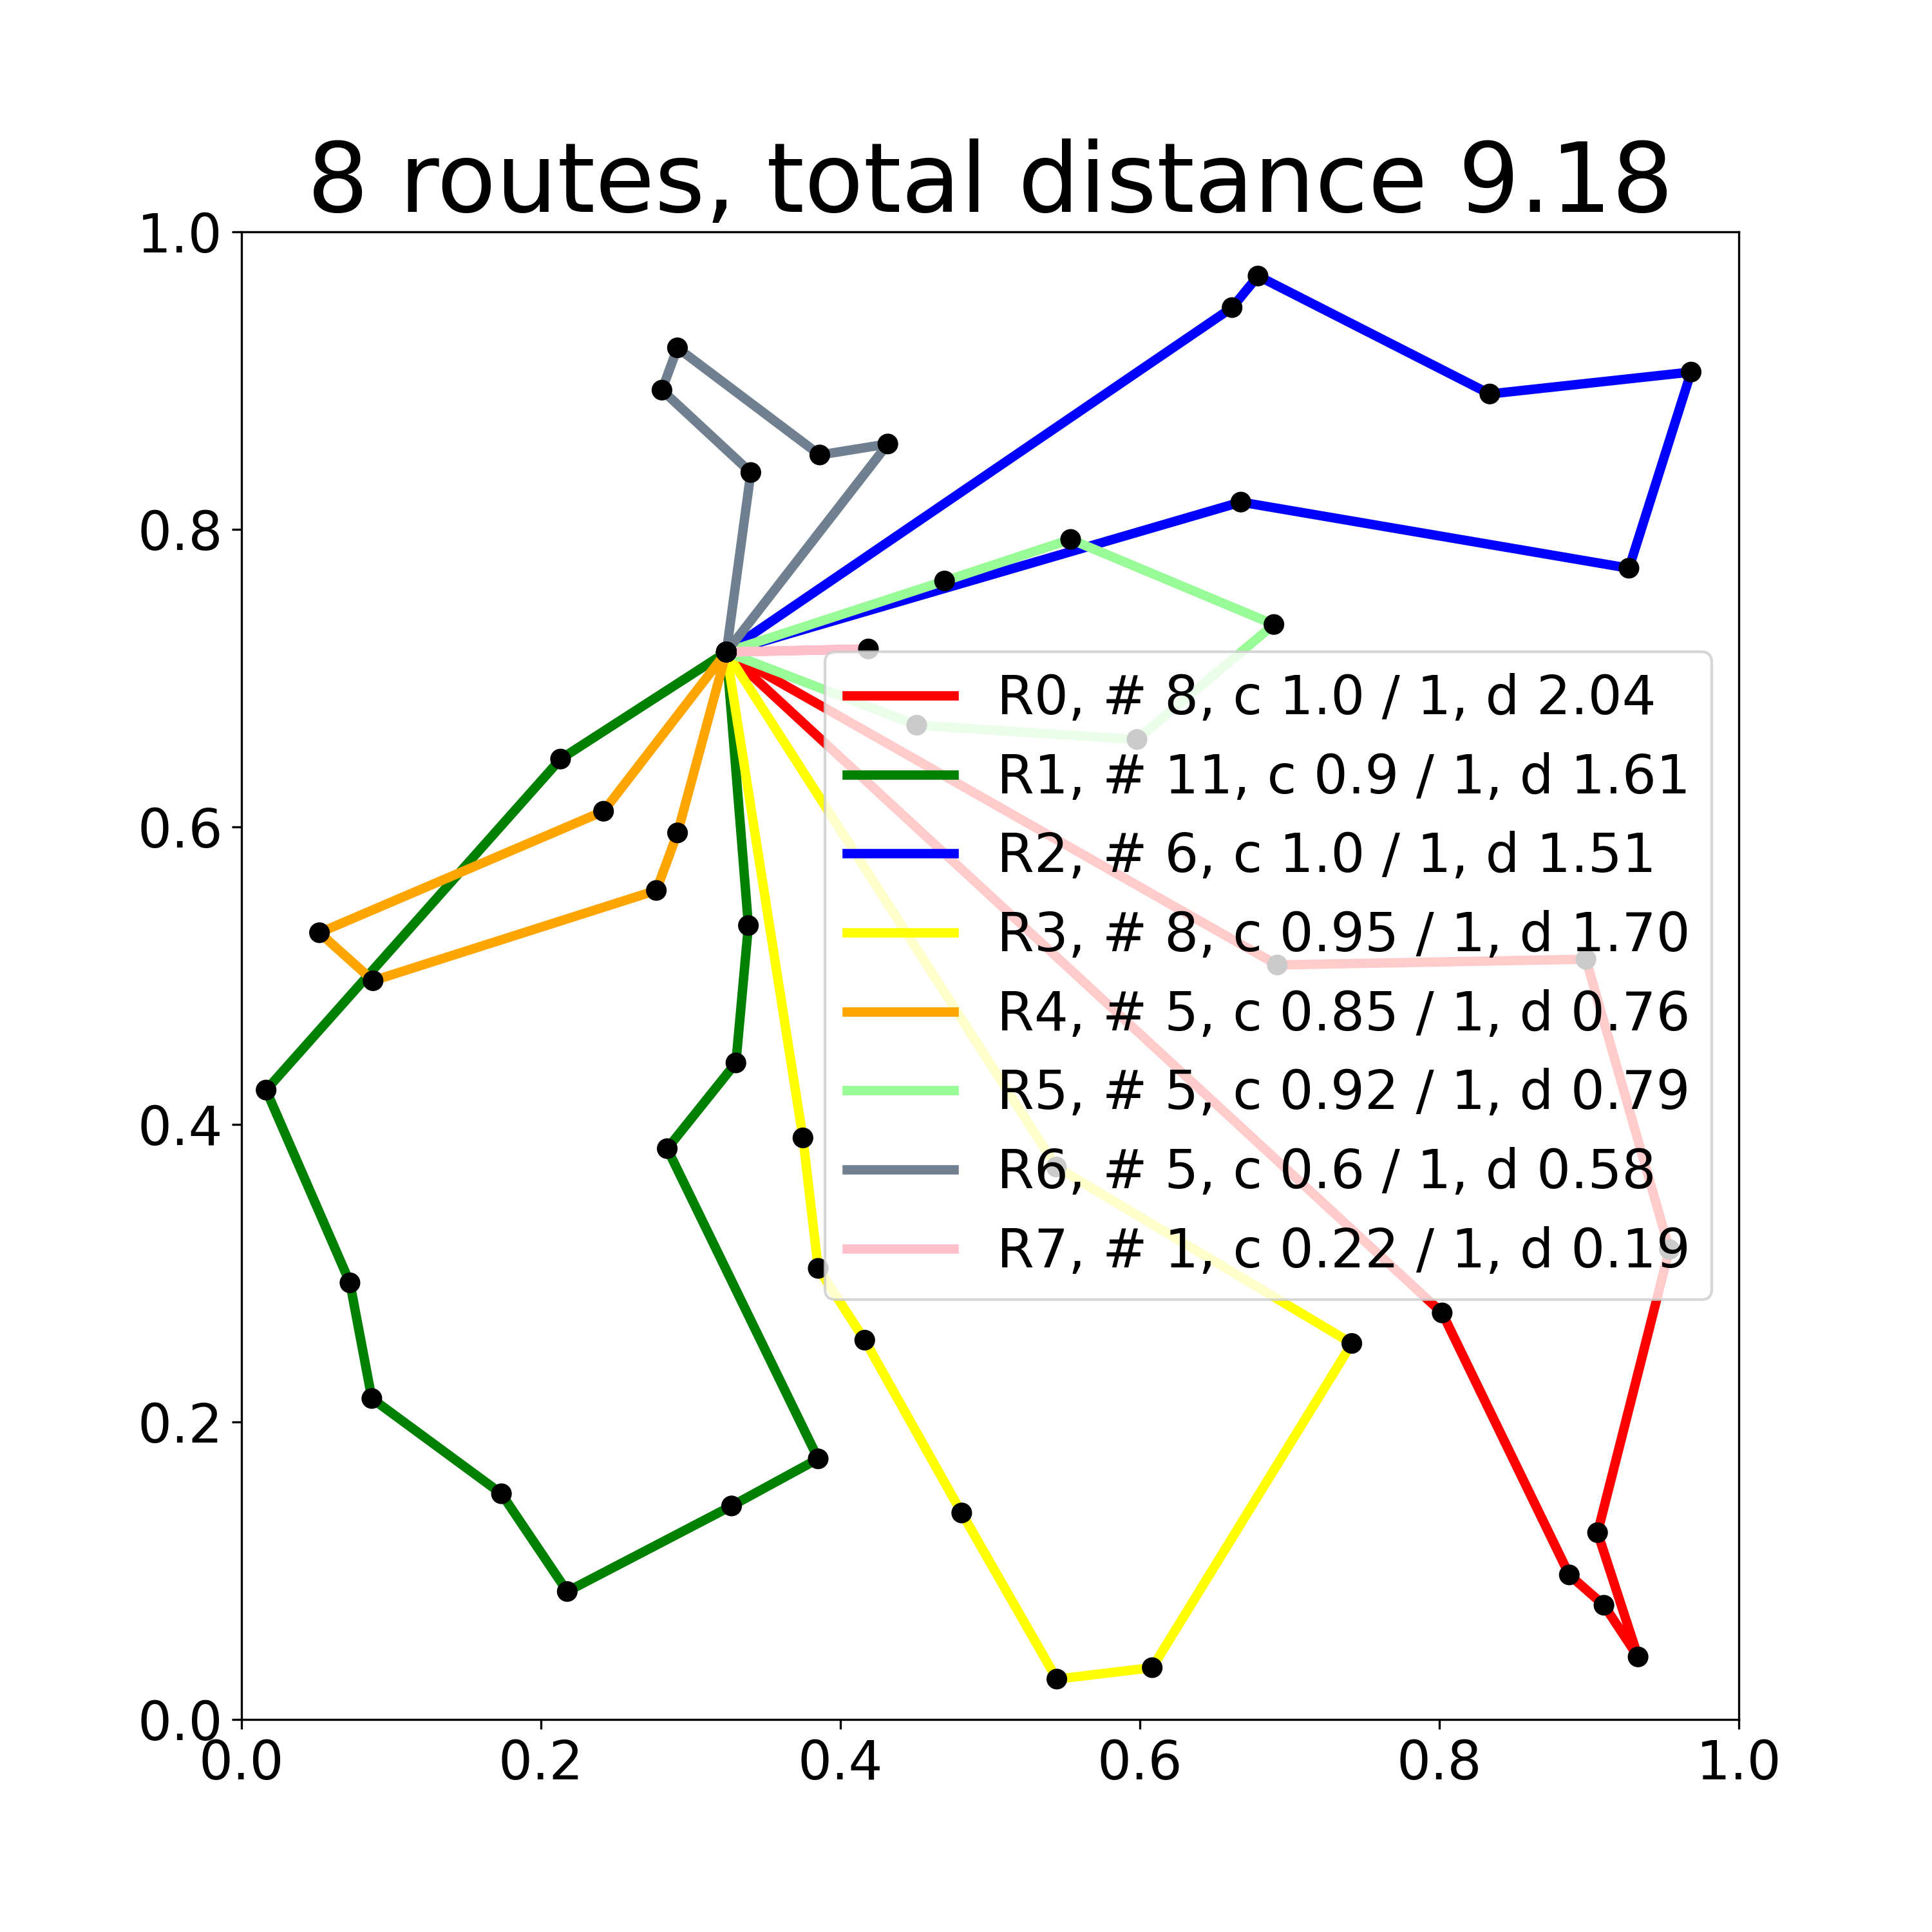 8 routes, total distance 9.18
1.0
0.8
0.6
0.4
0.2
0.0
R0, # 8, c 1.0 / 1, d 2.04
R1, # 11, c 0.9 / 1, d 1.61
R2, # 6, c 1.0 / 1, d 1.51
R3, # 8, c 0.95 / 1, d 1.70
R4, # 5, c 0.85 / 1, d 0.76
R5, # 5, c 0.92 / 1, d 0.79
R6, # 5, c 0.6 / 1, d 0.58
R7, # 1, c 0.22 / 1, d 0.19
0.0 0.2 0.4 0.6 0.8 1.0